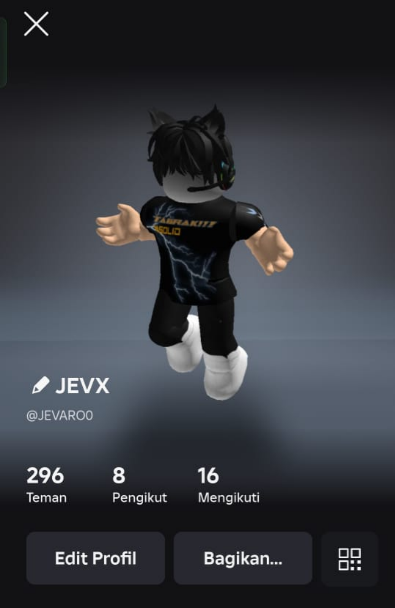 JEVX
@JEVARO0
296 8 16
Teman Pengikut Mengikuti
Edit Profil Bagikan...